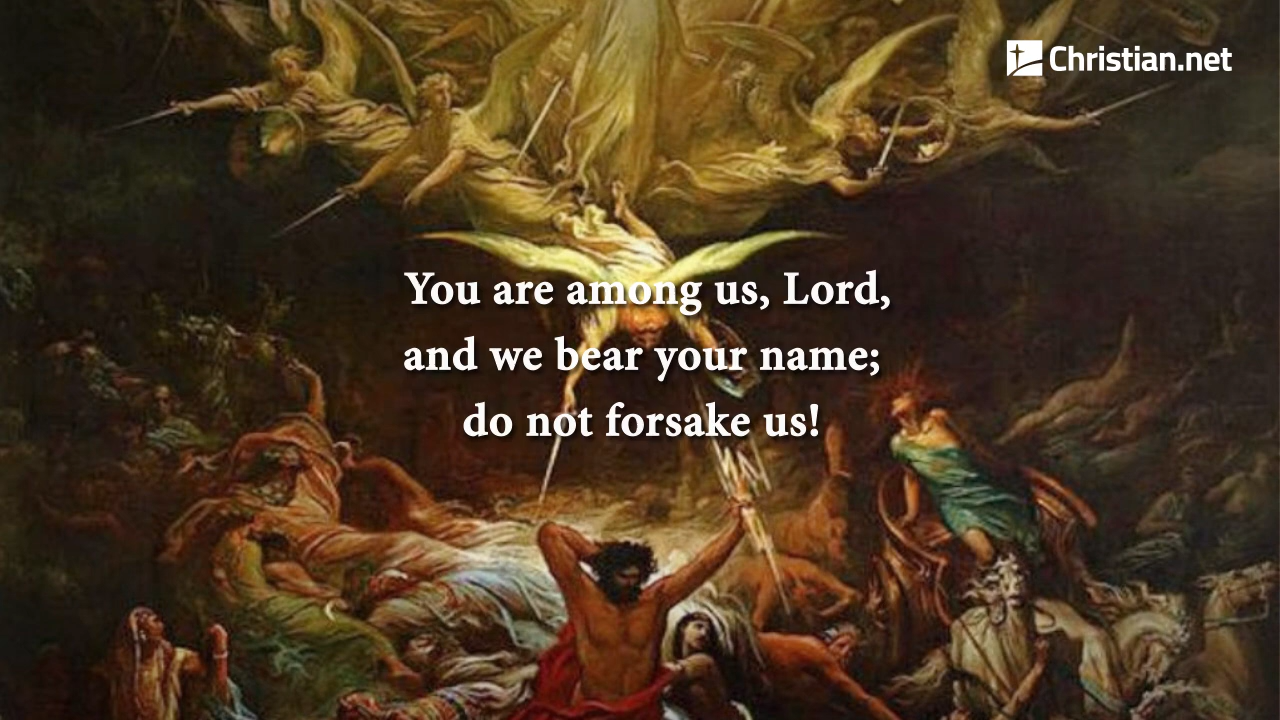 Christian.net
You are among us, Lord,
and we bear your name;
do not forsake us!